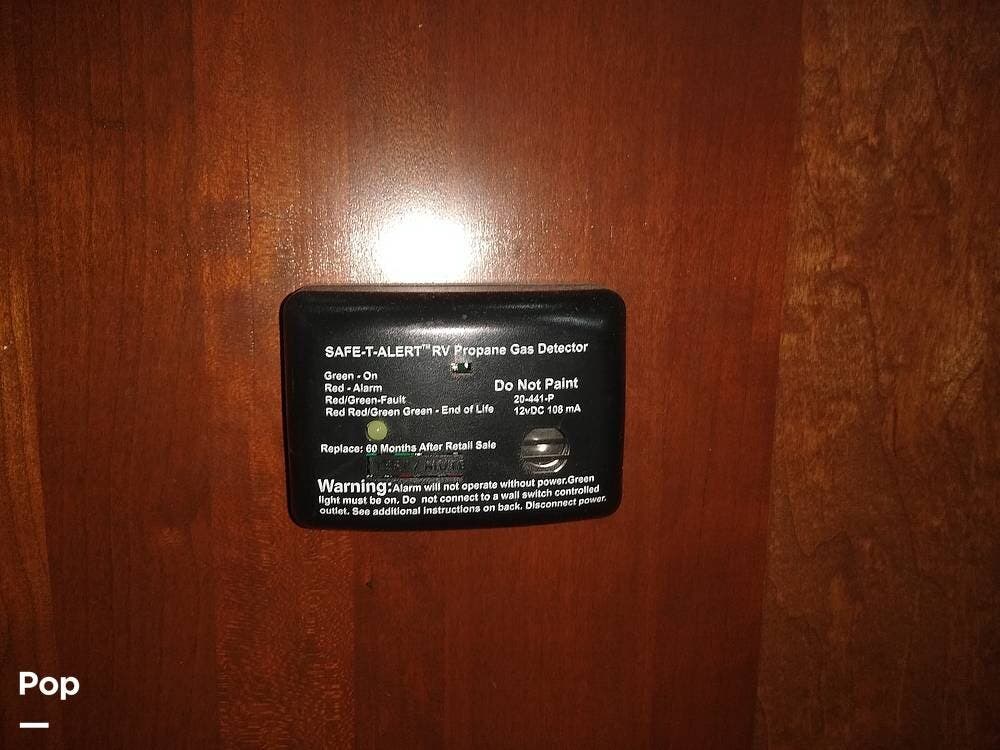 SAFE-T-ALERT™ RV Propane Gas Detector
Green - On
Red - Alarm
Red/Green-Fault
Red Red/Green Green - End of Life
Do Not Paint
20-441-P
12vDC 108 mA
Replace: 60 Months After Retail Sale
TEST / MUTE
Warning: Alarm will not operate without power.Green
light must be on. Do not connect to a wall switch controlled
outlet. See additional instructions on back. Disconnect power.
Pop